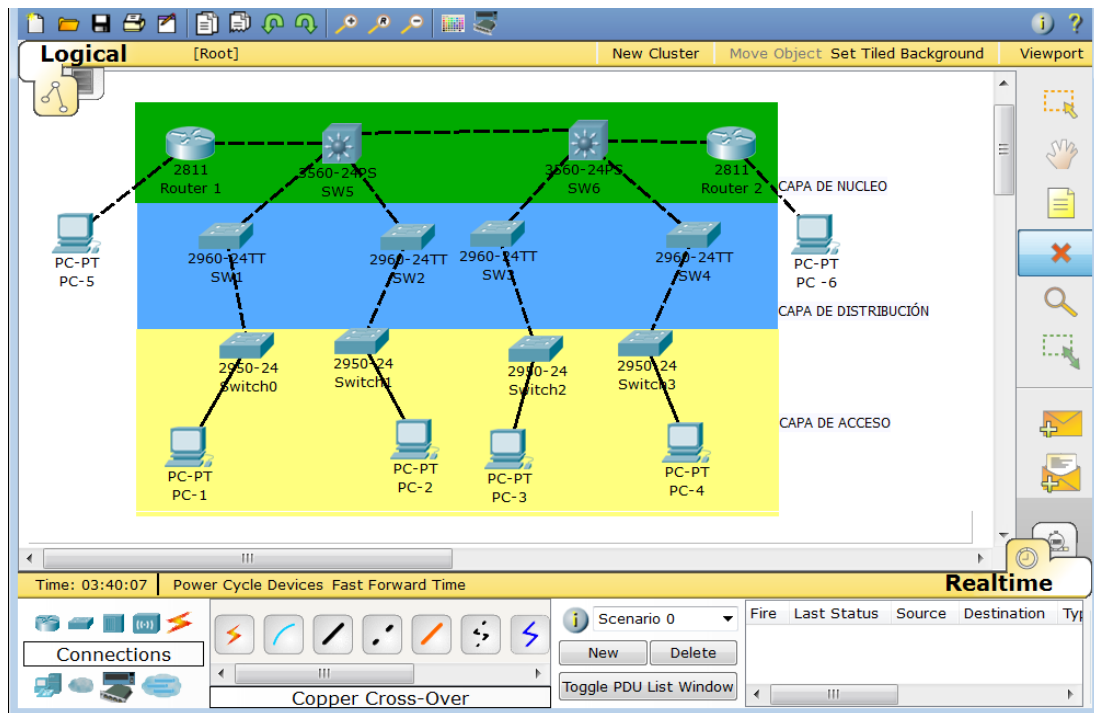 Logical
[Root]
New Cluster
Move Object
Set Tiled Background
Viewport
2811
Router 1
3560-24PS
SW5
3560-24PS
SW6
2811
Router 2
CAPA DE NUCLEO
PC-PT
PC-5
2960-24TT
SW1
2960-24TT
SW2
2960-24TT
SW3
2960-24TT
SW4
PC-PT
PC -6
CAPA DE DISTRIBUCIÓN
2950-24
Switch0
2950-24
Switch1
2950-24
Switch2
2950-24
Switch3
CAPA DE ACCESO
PC-PT
PC-1
PC-PT
PC-2
PC-PT
PC-3
PC-PT
PC-4
Time: 03:40:07
Power Cycle Devices Fast Forward Time
Realtime
Connections
Copper Cross-Over
Scenario 0
New
Delete
Toggle PDU List Window
Fire
Last Status
Source
Destination